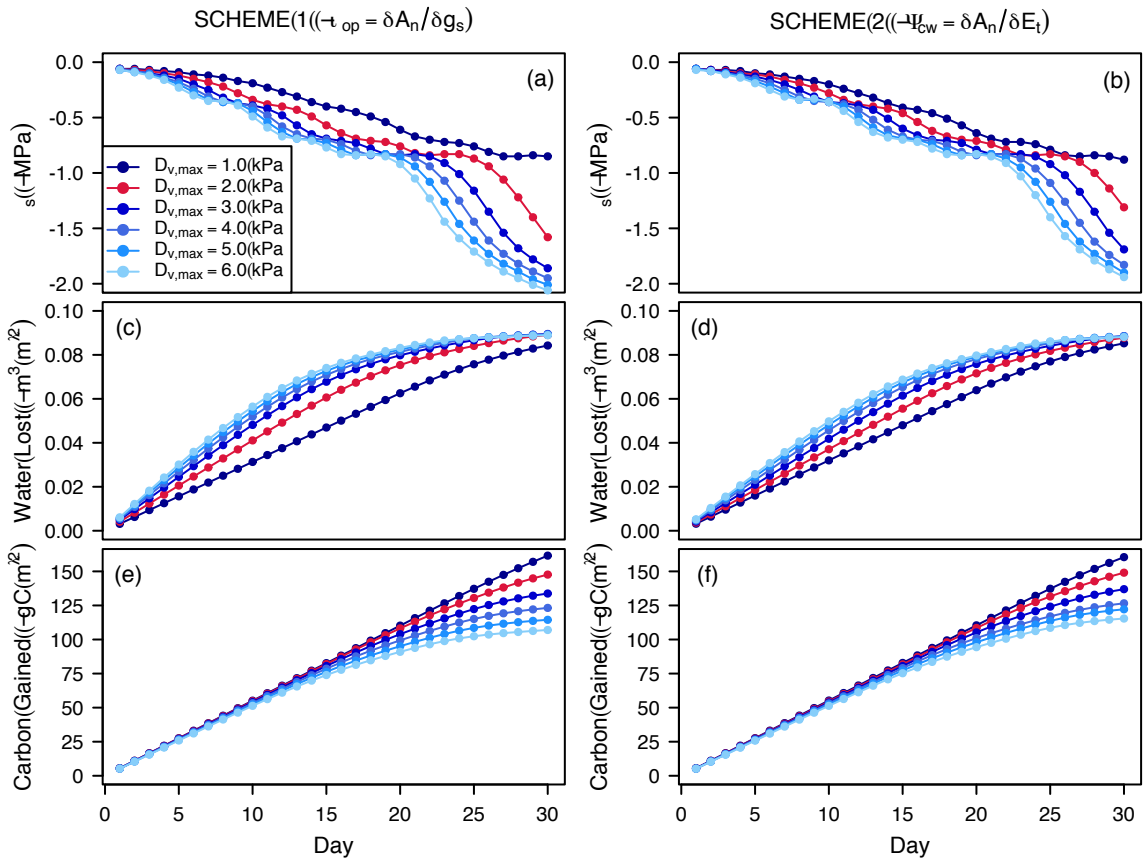 SCHEME(1((−ι op = δAn/δgs)
SCHEME(2((−Ψcw = δAn/δEt)
(a)
(b)
0.0
-0.5
-1.0
-1.5
-2.0
s((−MPa)
0.0
-0.5
-1.0
-1.5
-2.0
s((−MPa)
Dv,max = 1.0(kPa
Dv,max = 2.0(kPa
Dv,max = 3.0(kPa
Dv,max = 4.0(kPa
Dv,max = 5.0(kPa
Dv,max = 6.0(kPa
(c)
(d)
0.10
0.08
0.06
0.04
0.02
0.00
Water(Lost((−m3(m/2)
0.10
0.08
0.06
0.04
0.02
0.00
Water(Lost((−m3(m/2)
(e)
(f)
150
125
100
75
50
25
0
Carbon(Gained((−gC(m/2)
150
125
100
75
50
25
0
Carbon(Gained((−gC(m/2)
0 5 10 15 20 25 30
Day
0 5 10 15 20 25 30
Day